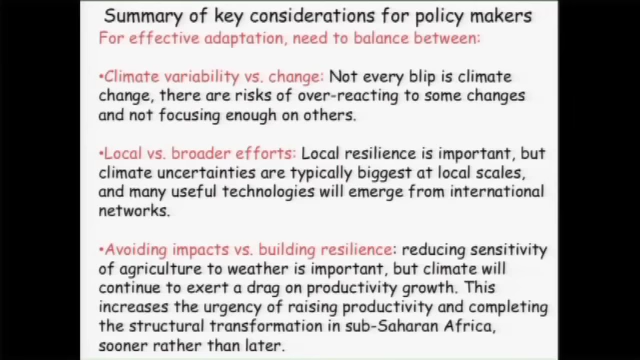 Summary of key considerations for policy makers
For effective adaptation, need to balance between:
•Climate variability vs. change: Not every blip is climate
change, there are risks of over-reacting to some changes
and not focusing enough on others.
•Local vs. broader efforts: Local resilience is important, but
climate uncertainties are typically biggest at local scales,
and many useful technologies will emerge from international
networks.
•Avoiding impacts vs. building resilience: reducing sensitivity
of agriculture to weather is important, but climate will
continue to exert a drag on productivity growth. This
increases the urgency of raising productivity and completing
the structural transformation in sub-Saharan Africa,
sooner rather than later.